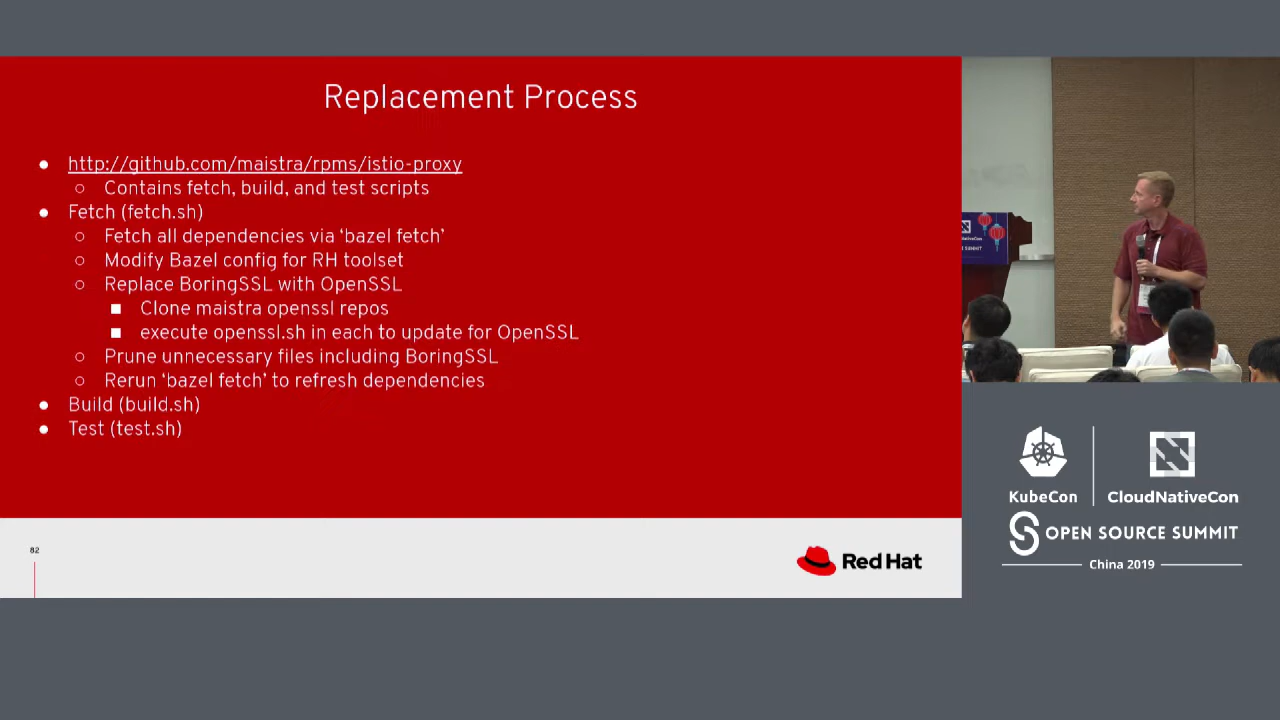 Replacement Process
● http://github.com/maistra/rpms/istio-proxy
○ Contains fetch, build, and test scripts
● Fetch (fetch.sh)
○ Fetch all dependencies via ‘bazel fetch’
○ Modify Bazel config for RH toolset
○ Replace BoringSSL with OpenSSL
■ Clone maistra openssl repos
■ execute openssl.sh in each to update for OpenSSL
○ Prune unnecessary files including BoringSSL
○ Rerun ‘bazel fetch’ to refresh dependencies
● Build (build.sh)
● Test (test.sh)
82
Red Hat
KubeCon
CloudNativeCon
OPEN SOURCE SUMMIT
China 2019